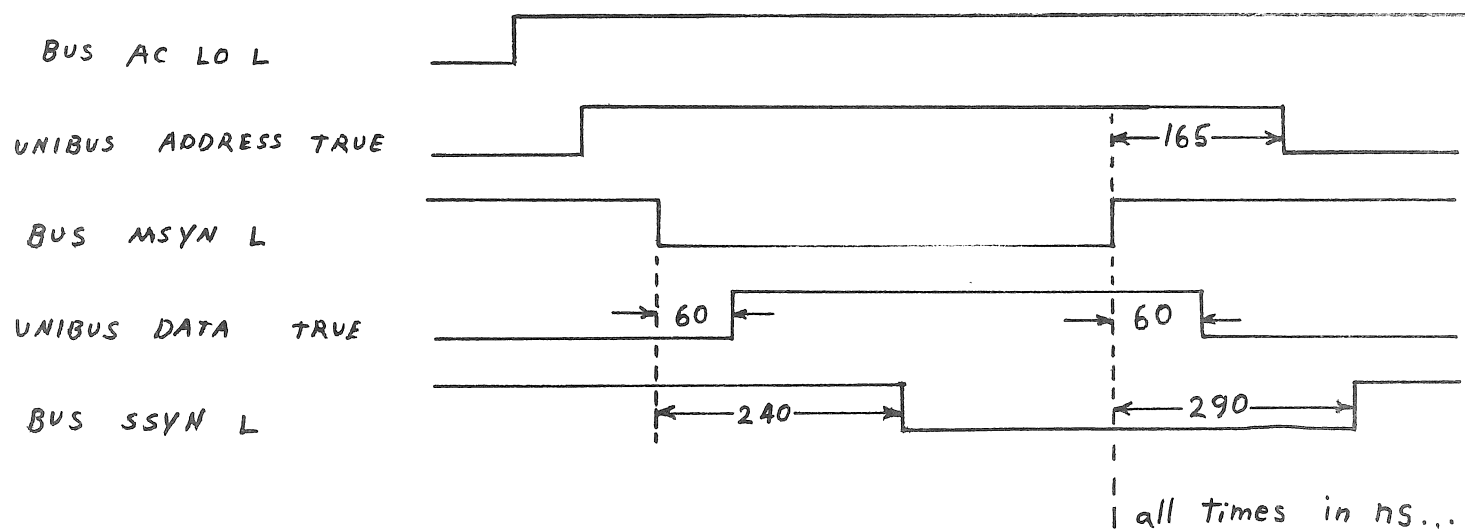 BUS AC LO L
UNIBUS ADDRESS TRUE
165
BUS MSYN L
UNIBUS DATA TRUE
60
60
BUS SSYN L
240
290
all times in ns...